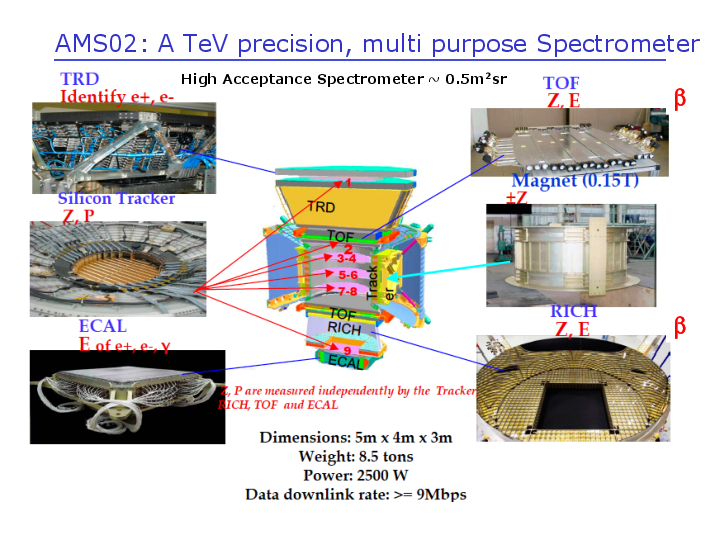 AMS02: A TeV precision, multi purpose Spectrometer
High Acceptance Spectrometer ~ 0.5m²sr
TRD
Identify e+, e-
Silicon Tracker
Z, P
ECAL
E of e+, e-, γ
TOF
Z, E
β
Magnet (0.15T)
±Z
RICH
Z, E
β
1
TRD
TOF
2
3-4
5-6
7-8
Track
er
TOF
RICH
9
ECAL
Z, P are measured independently by the Tracker
RICH, TOF and ECAL
Dimensions: 5m x 4m x 3m
Weight: 8.5 tons
Power: 2500 W
Data downlink rate: >= 9Mbps